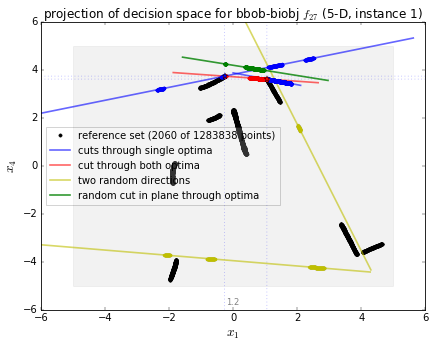 projection of decision space for bbob-biobj f27 (5-D, instance 1)
6
4
2
0
−2
−4
−6
x4
reference set (2060 of 1283838 points)
cuts through single optima
cut through both optima
two random directions
random cut in plane through optima
1.2
−6 −4 −2 0 2 4 6
x1